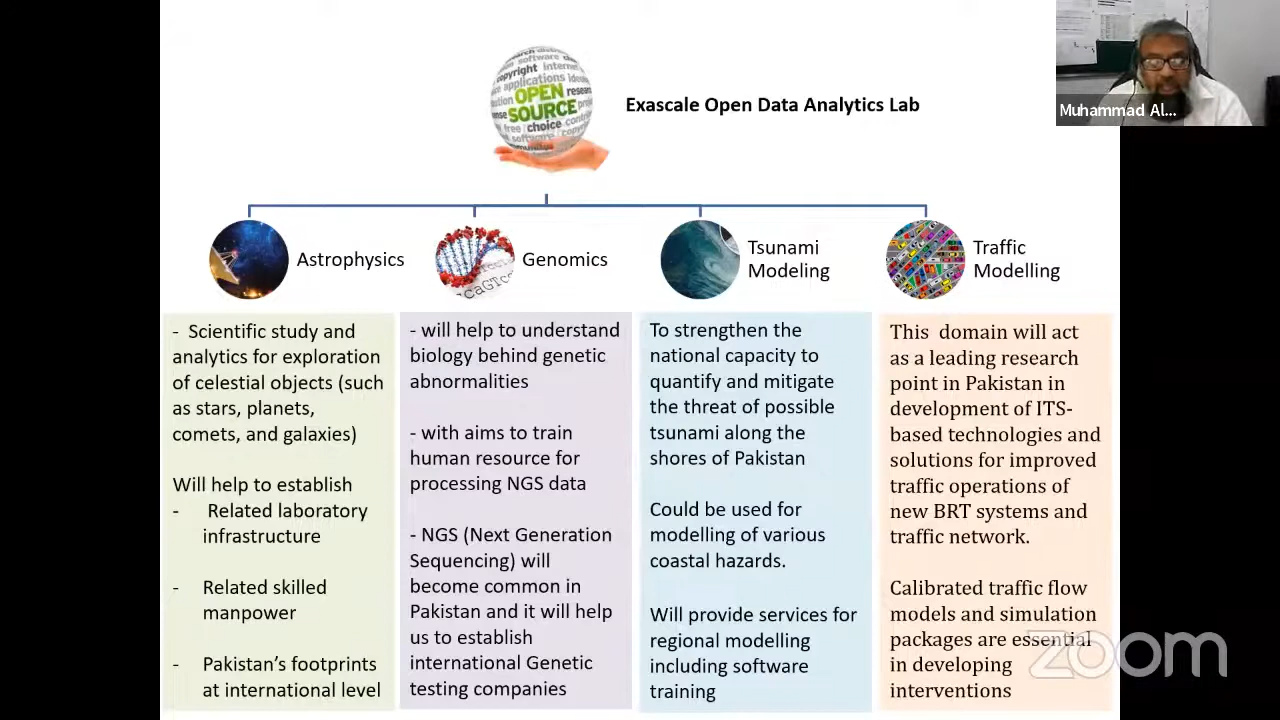 Exascale Open Data Analytics Lab
Muhammad Al...
software
copyright internet
applications
OPEN
SOURCE
free choice
Astrophysics
Genomics
Tsunami
Modeling
Traffic
Modelling
- Scientific study and
analytics for exploration
of celestial objects (such
as stars, planets,
comets, and galaxies)
Will help to establish
- Related laboratory
infrastructure
- Related skilled
manpower
- Pakistan’s footprints
at international level
- will help to understand
biology behind genetic
abnormalities
- with aims to train
human resource for
processing NGS data
- NGS (Next Generation
Sequencing) will
become common in
Pakistan and it will help
us to establish
international Genetic
testing companies
To strengthen the
national capacity to
quantify and mitigate
the threat of possible
tsunami along the
shores of Pakistan
Could be used for
modelling of various
coastal hazards.
Will provide services for
regional modelling
including software
training
This domain will act
as a leading research
point in Pakistan in
development of ITS-
based technologies and
solutions for improved
traffic operations of
new BRT systems and
traffic network.
Calibrated traffic flow
models and simulation
packages are essential
in developing
interventions
zoom